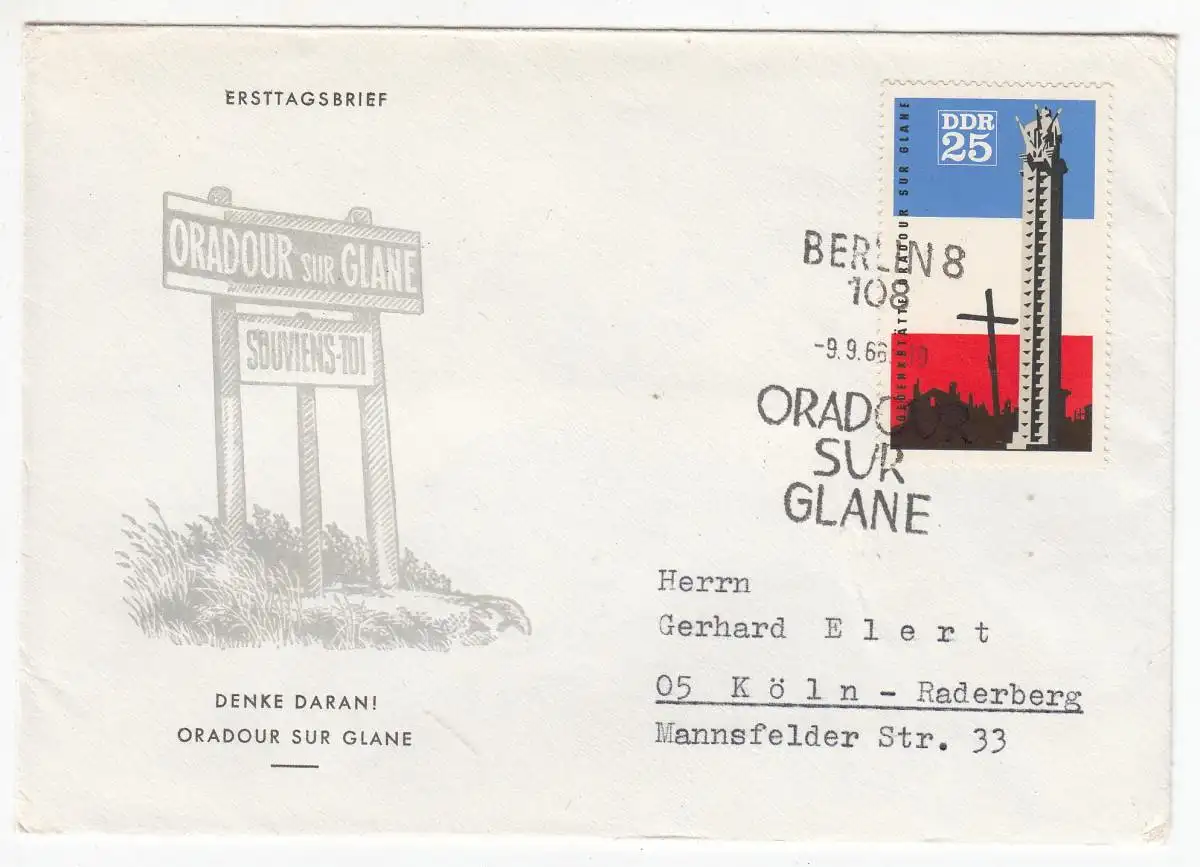 ERSTTAGSBRIEF
ORADOUR SUR GLANE
SOUVIENS-TOI
DENKE DARAN!
ORADOUR SUR GLANE
DDR
25
GEDENKSTÄTTE ORADOUR SUR GLANE
BERLIN 8
108
-9.9.66
ORADOUR
SUR
GLANE
Herrn
Gerhard Elert
05 Köln - Raderberg
Mannsfelder Str. 33